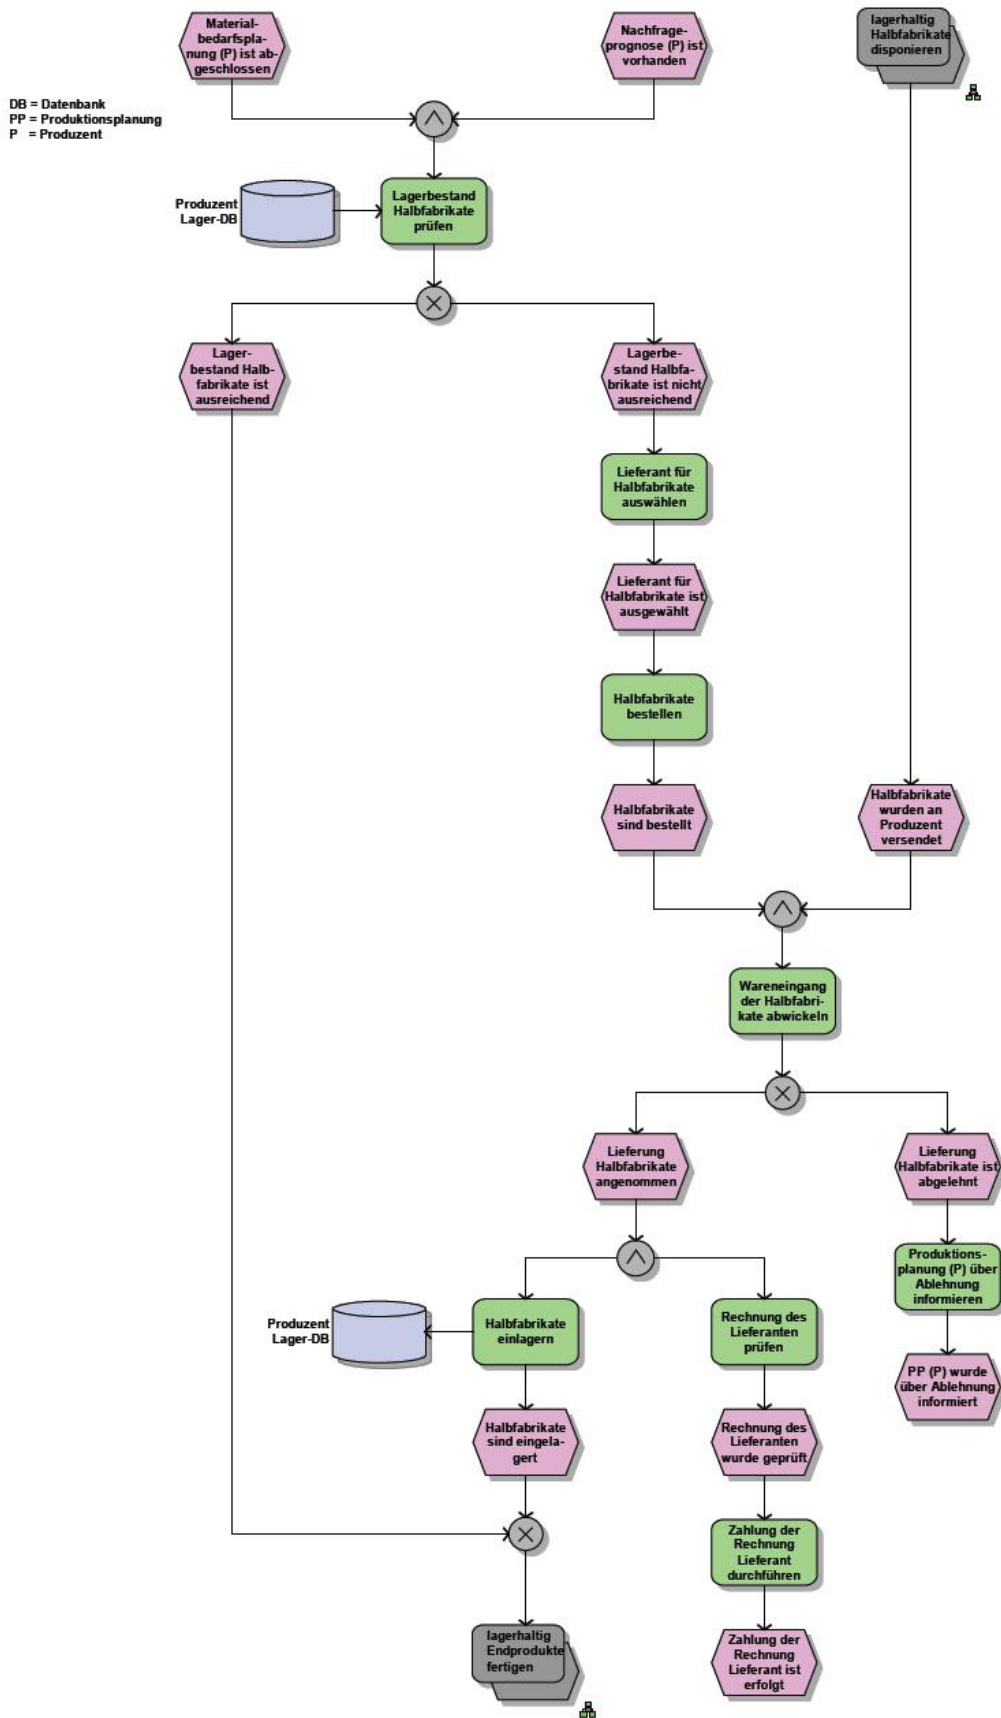 Material-
bedarfspla-
nung (P) ist ab-
geschlossen
Nachfrage-
prognose (P) ist
vorhanden
lagerhaltig
Halbfabrikate
disponieren
DB = Datenbank
PP = Produktionsplanung
P = Produzent
Produzent
Lager-DB
Lagerbestand
Halbfabrikate
prüfen
Lager-
bestand Halb-
fabrikate ist
ausreichend
Lagerbe-
stand Halbfa-
brikate ist nicht
ausreichend
Lieferant für
Halbfabrikate
auswählen
Lieferant für
Halbfabrikate ist
ausgewählt
Halbfabrikate
bestellen
Halbfabrikate
sind bestellt
Halbfabrikate
wurden an
Produzent
versendet
Wareneingang
der Halbfabri-
kate abwickeln
Lieferung
Halbfabrikate
angenommen
Lieferung
Halbfabrikate ist
abgelehnt
Produktions-
planung (P) über
Ablehnung
informieren
Produzent
Lager-DB
Halbfabrikate
einlagern
Rechnung des
Lieferanten
prüfen
PP (P) wurde
über Ablehnung
informiert
Halbfabrikate
sind eingela-
gert
Rechnung des
Lieferanten
wurde geprüft
Zahlung der
Rechnung
Lieferant
durchführen
lagerhaltig
Endprodukte
fertigen
Zahlung der
Rechnung
Lieferant ist
erfolgt